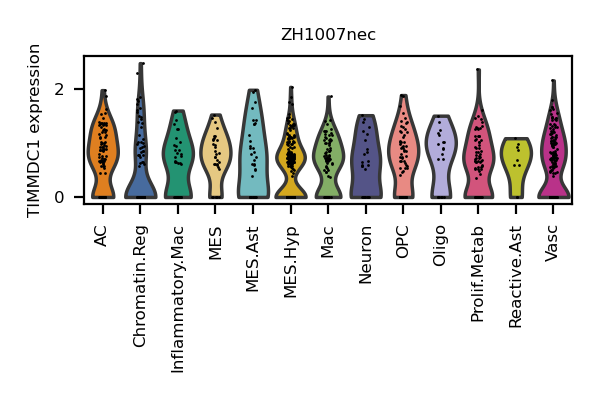 ZH1007nec
TIMMDC1 expression
2
0
AC
Chromatin.Reg
Inflammatory.Mac
MES
MES.Ast
MES.Hyp
Mac
Neuron
OPC
Oligo
Prolif.Metab
Reactive.Ast
Vasc